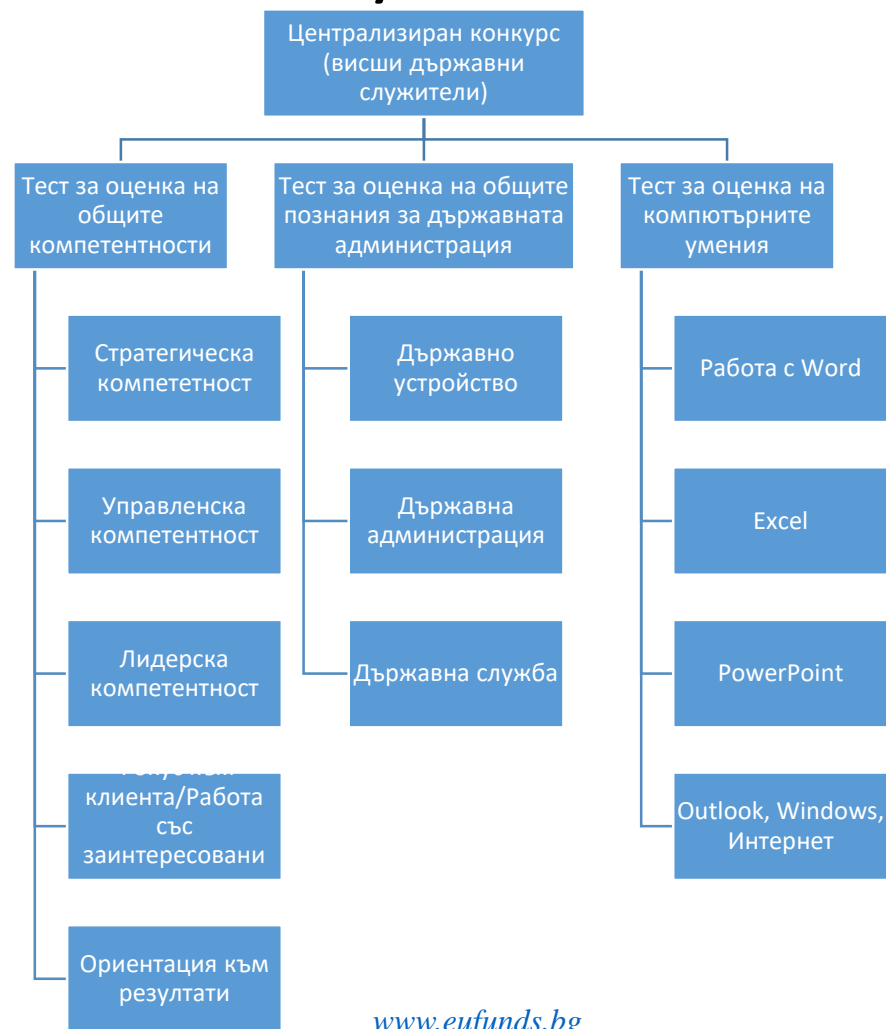 Централизиран конкурс
(висши държавни
служители)
Тест за оценка на
общите
компетентности
Стратегическа
компететност
Управленска
компетентност
Лидерска
компетентност
клиента/Работа
със
заинтересовани
Ориентация към
резултати
Тест за оценка на общите
познания за държавната
администрация
Държавно
устройство
Държавна
администрация
Държавна служба
Тест за оценка на
компютърните
умения
Работа с Word
Excel
PowerPoint
Outlook, Windows,
Интернет
www.eufunds.bg